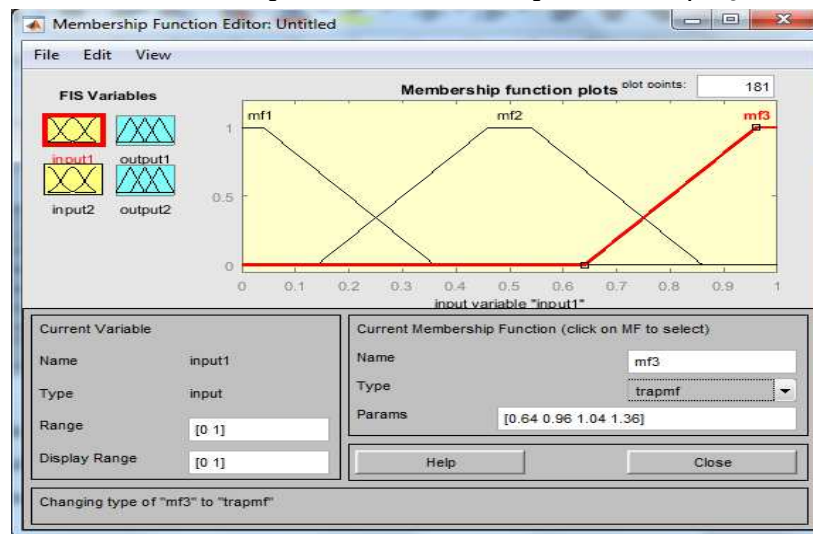 Membership Function Editor: Untitled
File Edit View
FIS Variables
Membership function plots plot points: 181
mf1 mf2 mf3
1
input1 output1
0.5
input2 output2
0
0 0.1 0.2 0.3 0.4 0.5 0.6 0.7 0.8 0.9 1
input variable "input1"
Current Variable
Current Membership Function (click on MF to select)
Name input1
Name mf3
Type input
Type trapmf
Params [0.64 0.96 1.04 1.36]
Range [0 1]
Display Range [0 1]
Help Close
Changing type of "mf3" to "trapmf"